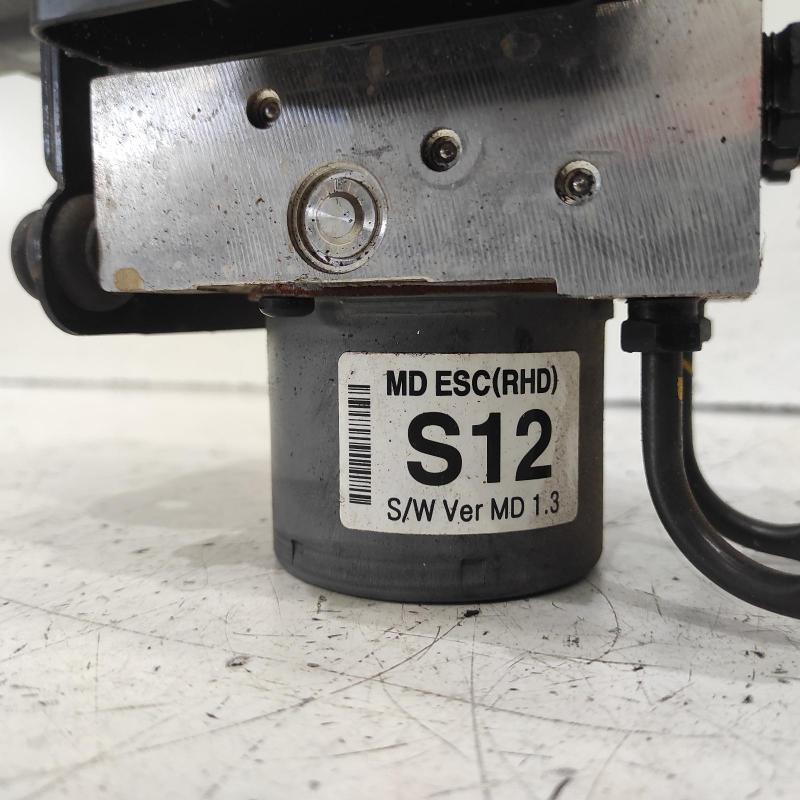 MD ESC(RHD)
S12
S/W Ver MD 1.3